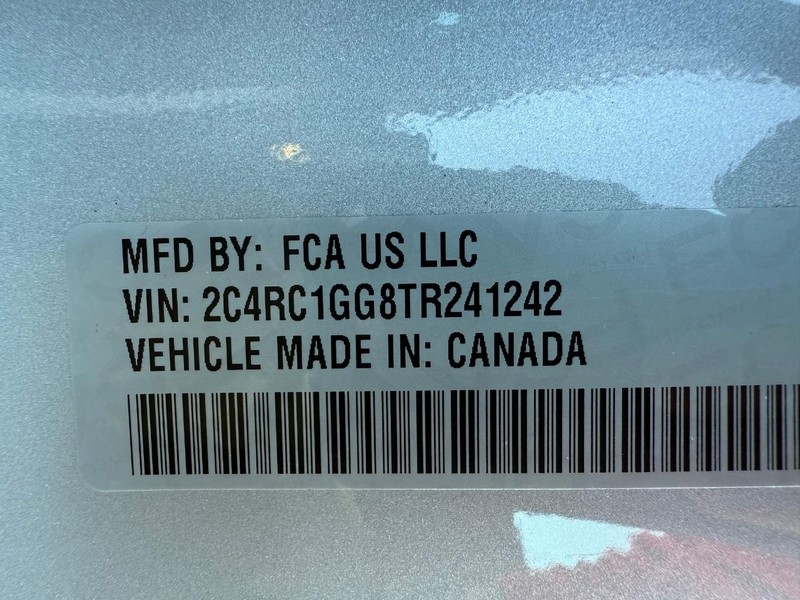 MFD BY: FCA US LLC
VIN: 2C4RC1GG8TR241242
VEHICLE MADE IN: CANADA